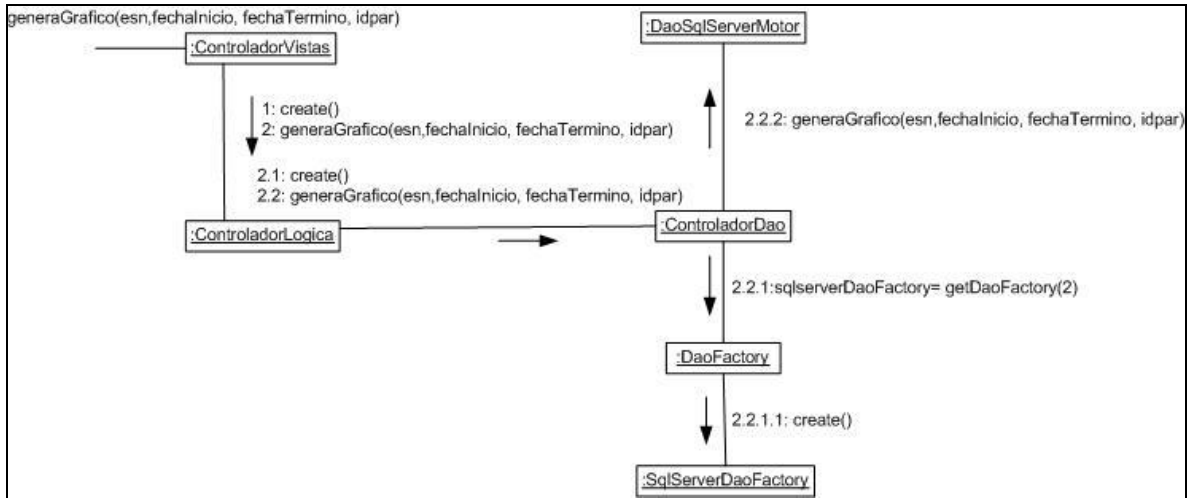 generaGrafico(esn,fechaInicio, fechaTermino, idpar)
:ControladorVistas
:DaoSqlServerMotor
1: create()
2: generaGrafico(esn,fechaInicio, fechaTermino, idpar)
2.2.2: generaGrafico(esn,fechaInicio, fechaTermino, idpar)
2.1: create()
2.2: generaGrafico(esn,fechaInicio, fechaTermino, idpar)
:ControladorLogica
:ControladorDao
2.2.1:sqlserverDaoFactory= getDaoFactory(2)
:DaoFactory
2.2.1.1: create()
:SqlServerDaoFactory